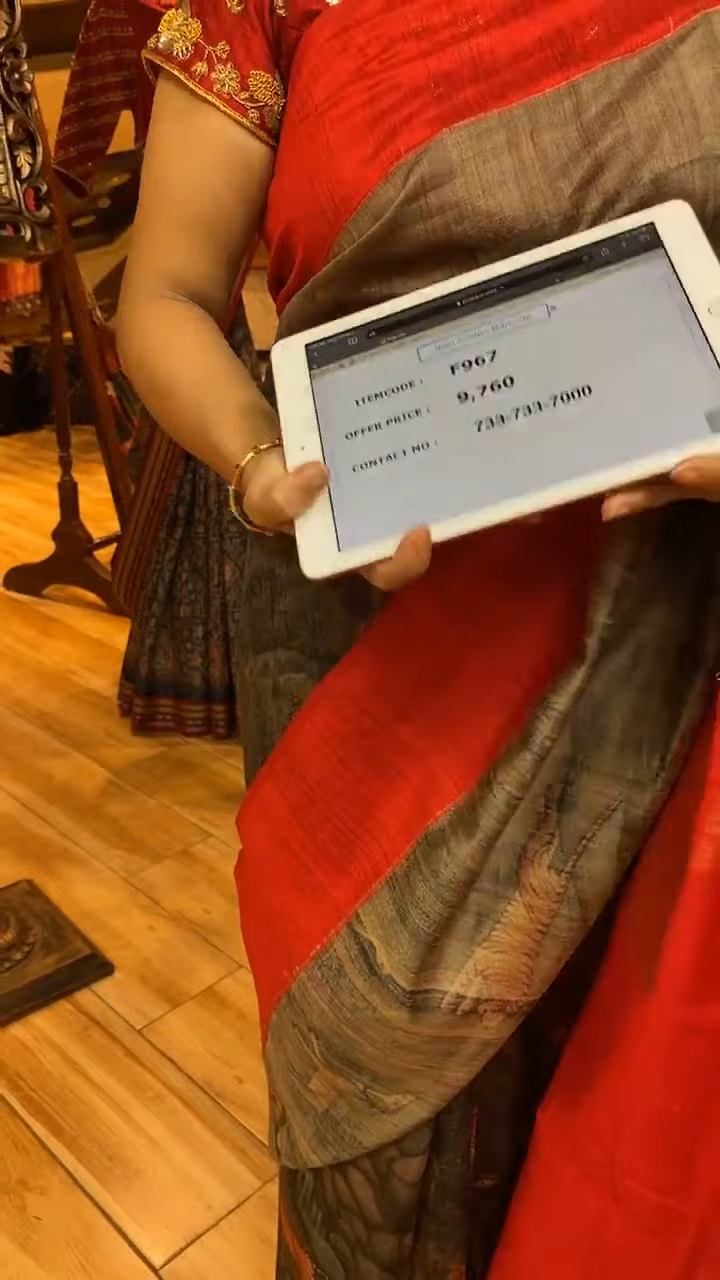 ITEMCODE : F967
OFFER PRICE : 9,760
CONTACT NO : 733-733-7000